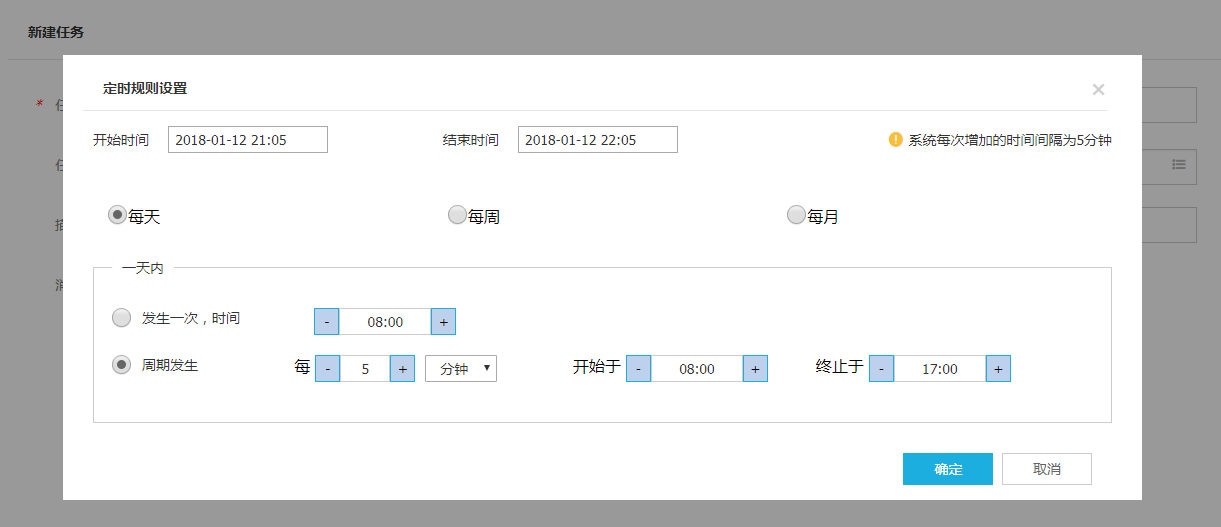 新建任务
定时规则设置 ×
开始时间 2018-01-12 21:05 结束时间 2018-01-12 22:05 ! 系统每次增加的时间间隔为5分钟
每天 每周 每月
一天内
发生一次，时间 - 08:00 +
周期发生 每 - 5 + 分钟 开始于 - 08:00 + 终止于 - 17:00 +
确定 取消